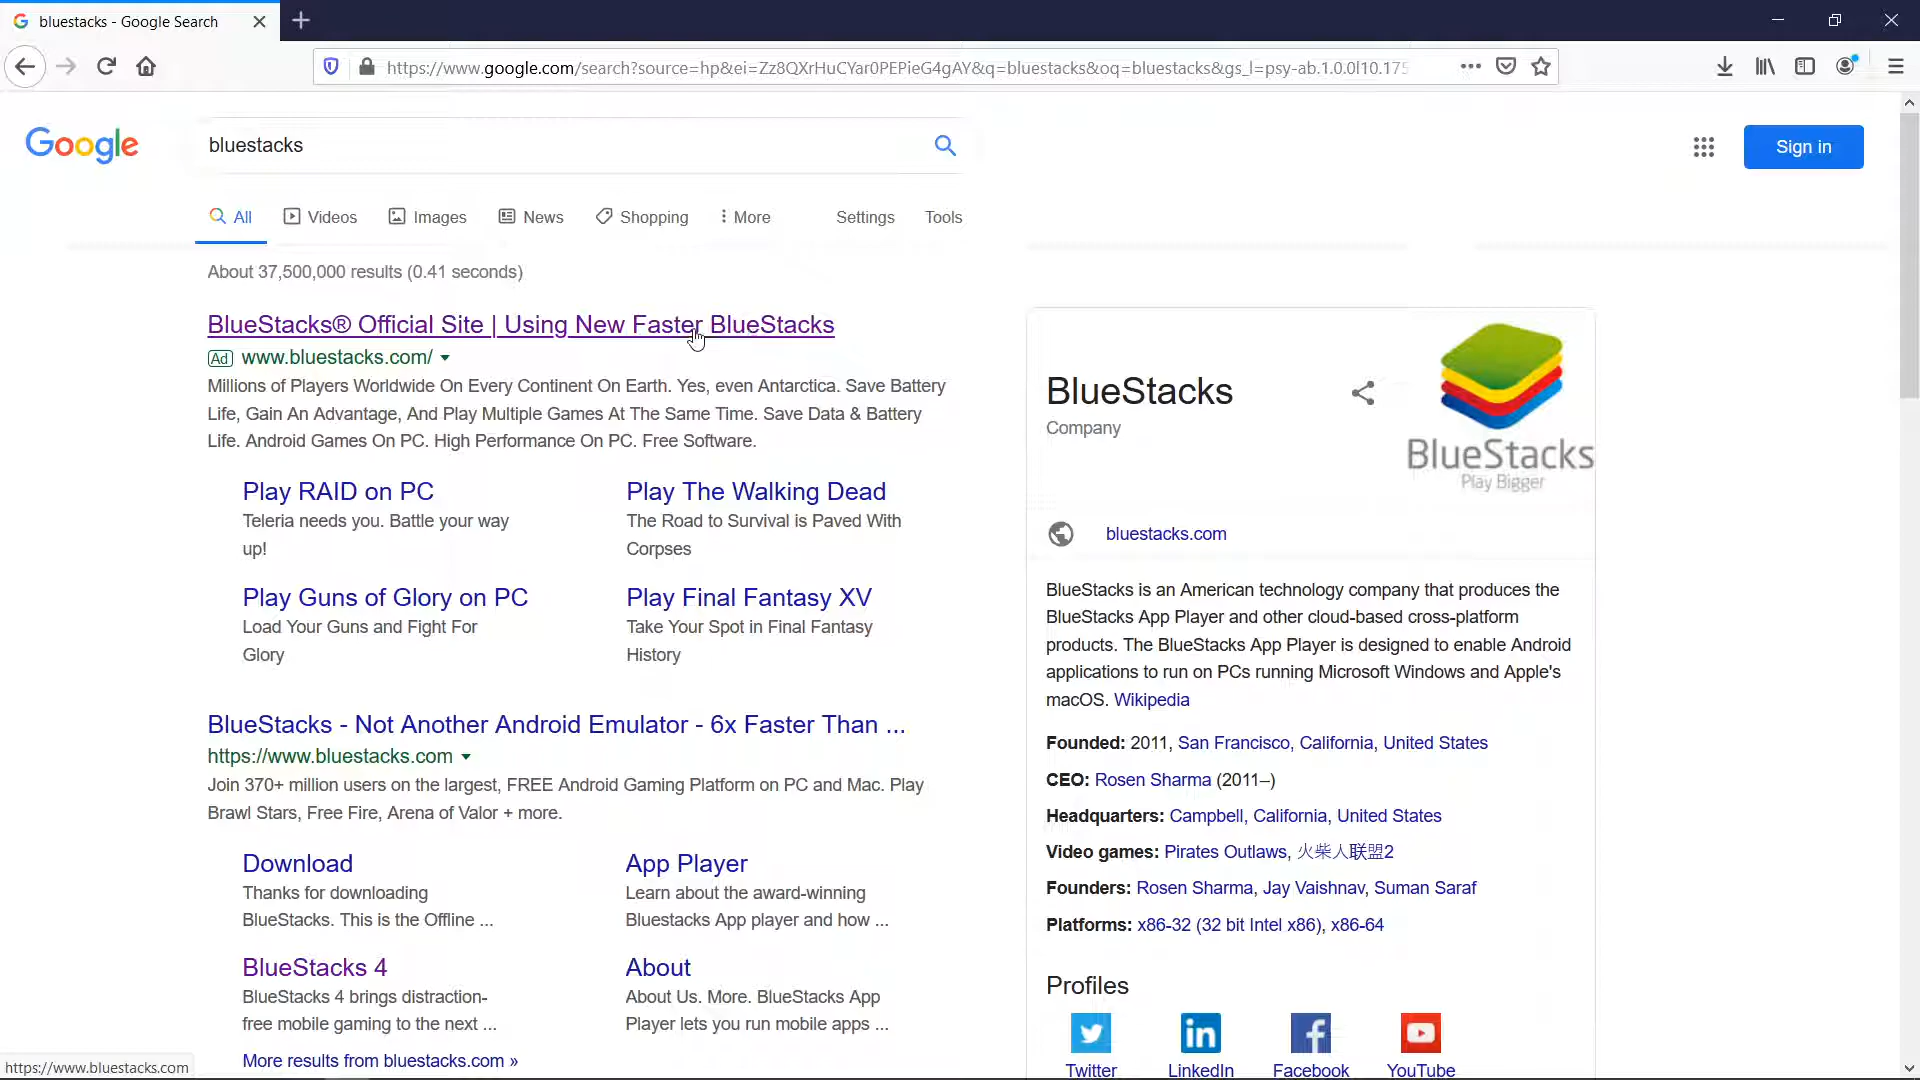 bluestacks - Google Search
https://www.google.com/search?source=hp&ei=Zz8QXrHuCYar0PEPieG4gAY&q=bluestacks&oq=bluestacks&gs_l=psy-ab.1.0.0l10.175
Google
bluestacks
Sign in
All Videos Images News Shopping More Settings Tools
About 37,500,000 results (0.41 seconds)
BlueStacks® Official Site | Using New Faster BlueStacks
Ad www.bluestacks.com/
Millions of Players Worldwide On Every Continent On Earth. Yes, even Antarctica. Save Battery
Life, Gain An Advantage, And Play Multiple Games At The Same Time. Save Data & Battery
Life. Android Games On PC. High Performance On PC. Free Software.
Play RAID on PC
Teleria needs you. Battle your way
up!
Play The Walking Dead
The Road to Survival is Paved With
Corpses
Play Guns of Glory on PC
Load Your Guns and Fight For
Glory
Play Final Fantasy XV
Take Your Spot in Final Fantasy
History
BlueStacks - Not Another Android Emulator - 6x Faster Than ...
https://www.bluestacks.com
Join 370+ million users on the largest, FREE Android Gaming Platform on PC and Mac. Play
Brawl Stars, Free Fire, Arena of Valor + more.
Download
Thanks for downloading
BlueStacks. This is the Offline ...
App Player
Learn about the award-winning
Bluestacks App player and how ...
BlueStacks 4
BlueStacks 4 brings distraction-
free mobile gaming to the next ...
About
About Us. More. BlueStacks App
Player lets you run mobile apps ...
More results from bluestacks.com »
BlueStacks
Company
BlueStacks
Play Bigger
bluestacks.com
BlueStacks is an American technology company that produces the
BlueStacks App Player and other cloud-based cross-platform
products. The BlueStacks App Player is designed to enable Android
applications to run on PCs running Microsoft Windows and Apple's
macOS. Wikipedia
Founded: 2011, San Francisco, California, United States
CEO: Rosen Sharma (2011–)
Headquarters: Campbell, California, United States
Video games: Pirates Outlaws, 火柴人联盟2
Founders: Rosen Sharma, Jay Vaishnav, Suman Saraf
Platforms: x86-32 (32 bit Intel x86), x86-64
Profiles
Twitter LinkedIn Facebook YouTube
https://www.bluestacks.com